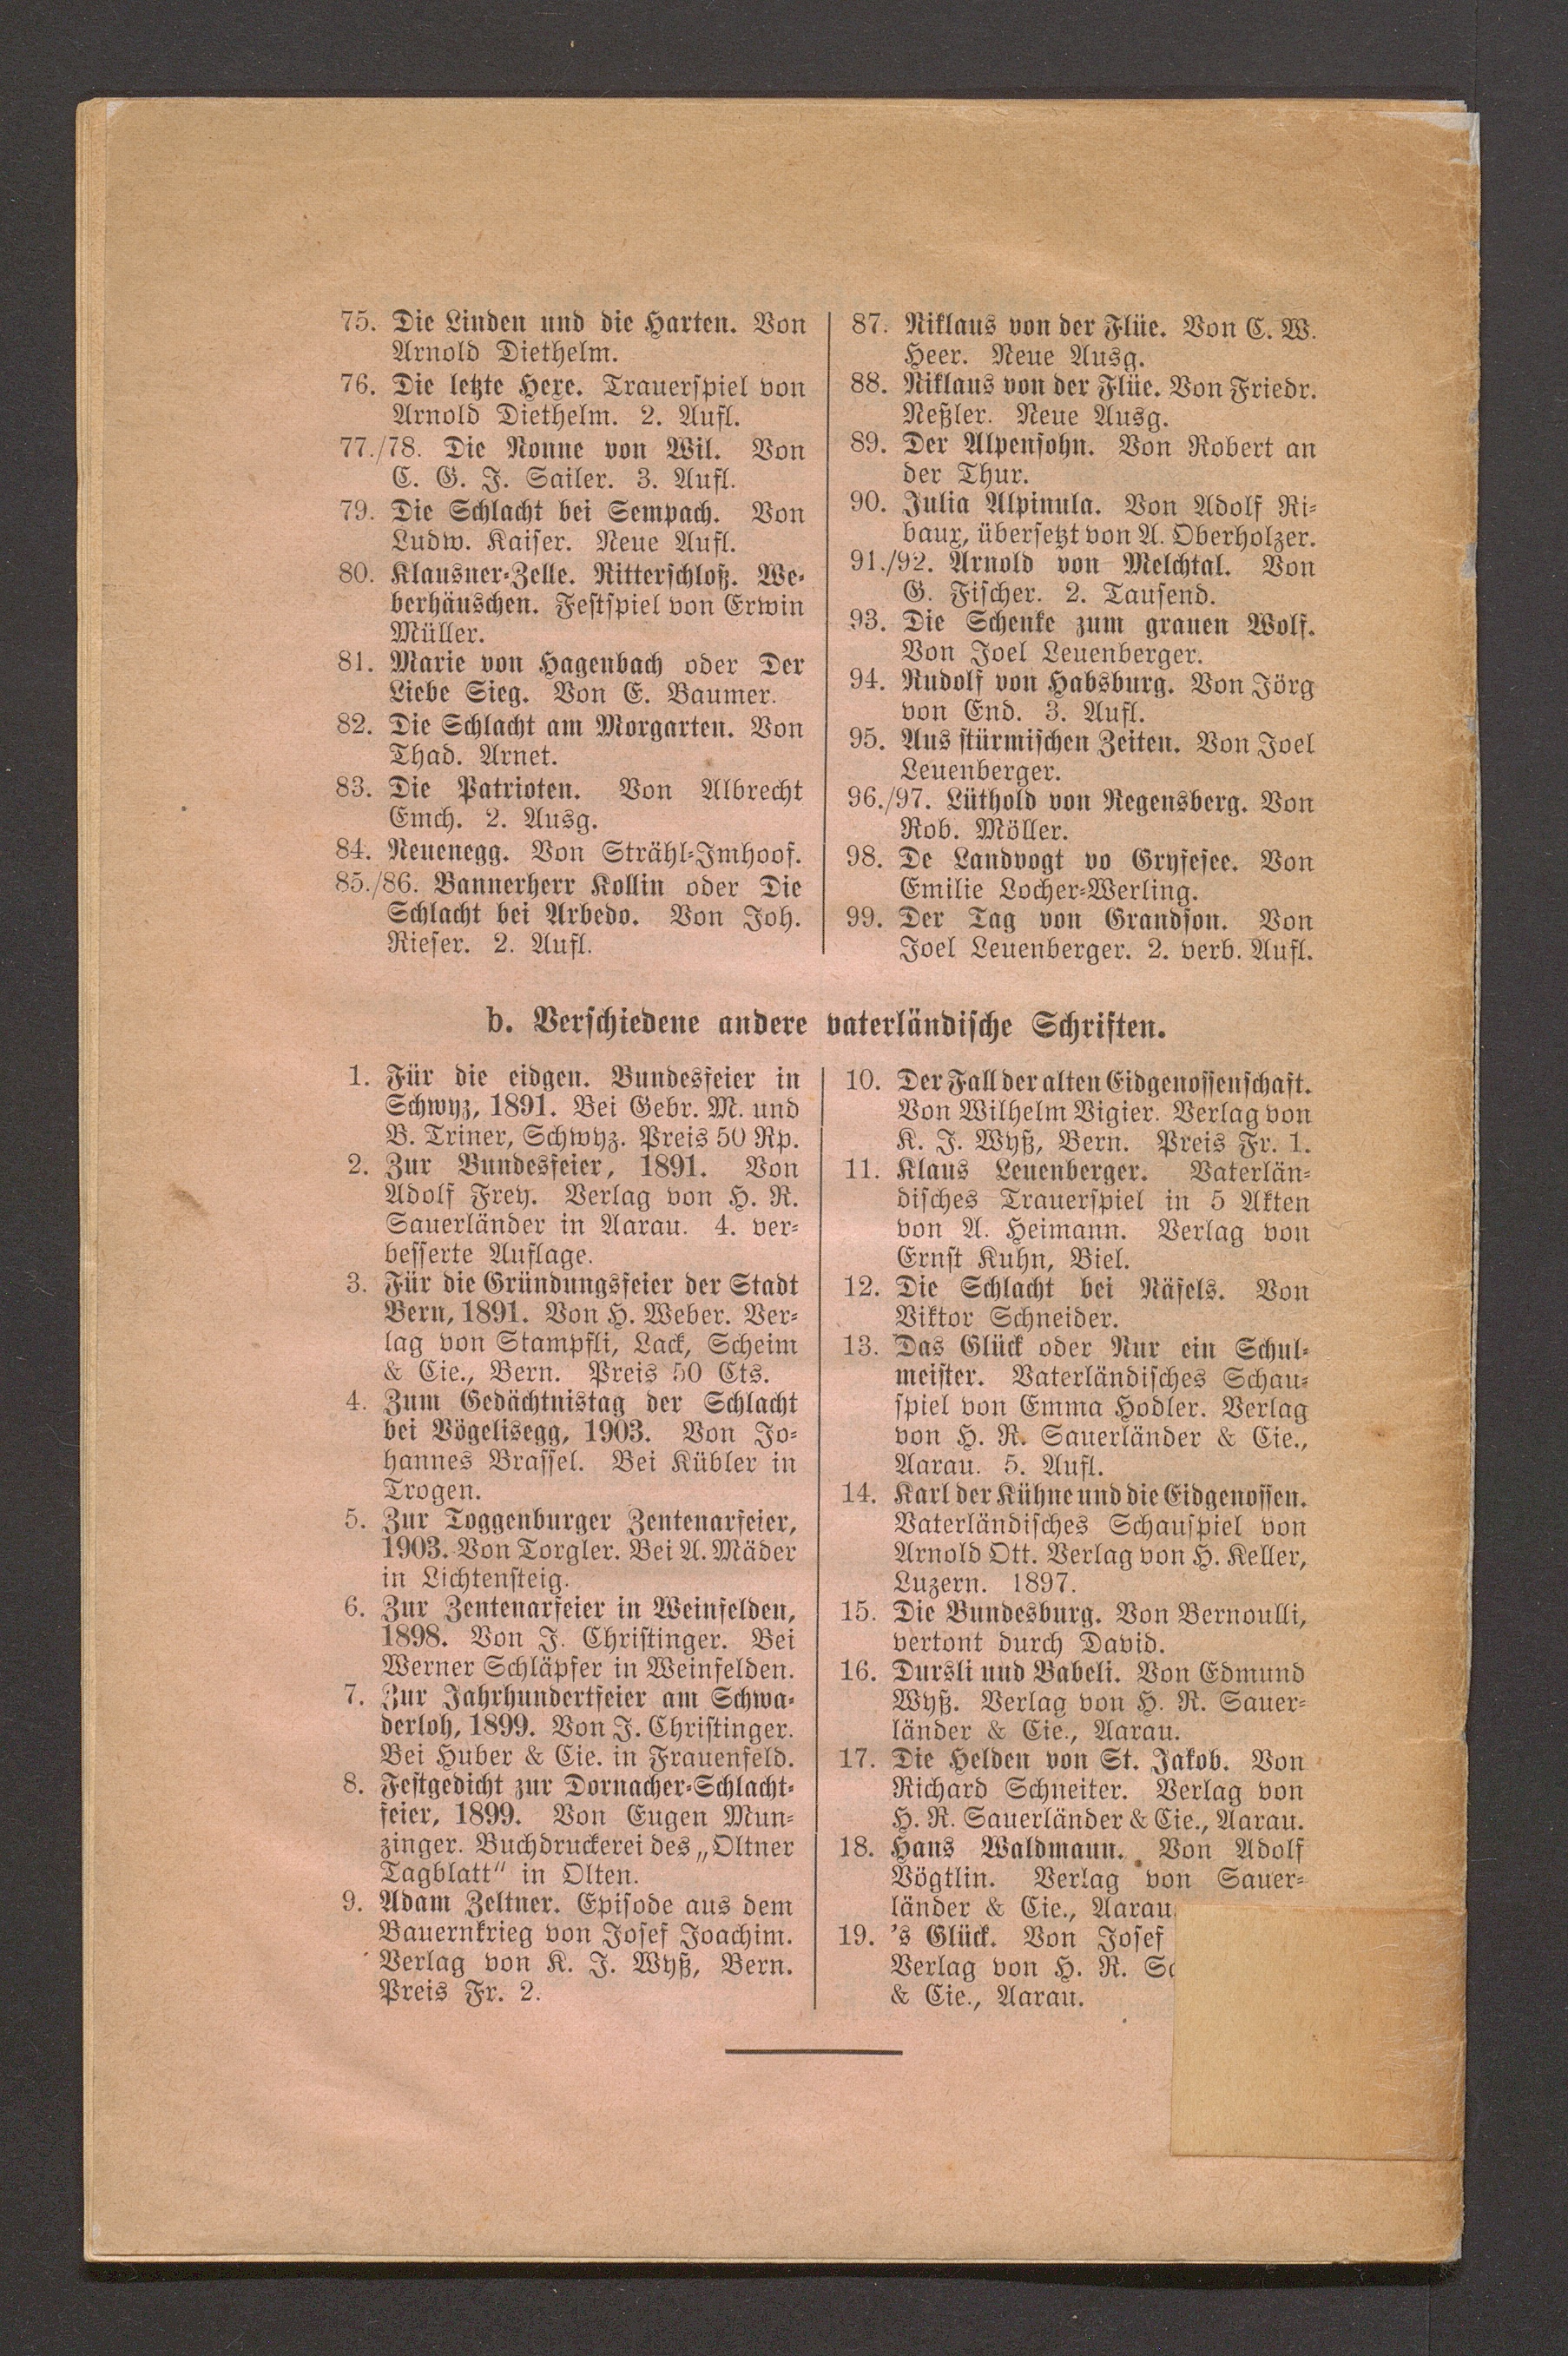 75. Die Linden und die Harten. Von
Arnold Diethelm.
76. Die letzte Hexe. Trauerspiel von
Arnold Diethelm. 2. Aufl.
77./78. Die Nonne von Wil. Von
C. G. J. Sailer. 3. Aufl.
79. Die Schlacht bei Sempach. Von
Ludw. Kaiser. Neue Aufl.
80. Klausner-Zelle. Ritterschloß. We-
berhäuschen. Festspiel von Erwin
Müller.
81. Marie von Hagenbach oder Der
Liebe Sieg. Von E. Baumer.
82. Die Schlacht am Morgarten. Von
Thad. Arnet.
83. Die Patrioten. Von Albrecht
Emch. 2. Ausg.
84. Neuenegg. Von Strähl-Imhoof.
85./86. Bannerherr Kollin oder Die
Schlacht bei Arbedo. Von Joh.
Rieser. 2. Aufl.
87. Niklaus von der Flüe. Von C. W.
Heer. Neue Ausg.
88. Niklaus von der Flüe. Von Friedr.
Neßler. Neue Ausg.
89. Der Alpensohn. Von Robert an
der Thur.
90. Julia Alpinula. Von Adolf Ri-
baux, übersetzt von A. Oberholzer.
91./92. Arnold von Melchtal. Von
G. Fischer. 2. Tausend.
93. Die Schenke zum grauen Wolf.
Von Joel Leuenberger.
94. Rudolf von Habsburg. Von Jörg
von End. 3. Aufl.
95. Aus stürmischen Zeiten. Von Joel
Leuenberger.
96./97. Lüthold von Regensberg. Von
Rob. Möller.
98. De Landvogt vo Gryfesee. Von
Emilie Locher-Werling.
99. Der Tag von Grandson. Von
Joel Leuenberger. 2. verb. Aufl.
b. Verschiedene andere vaterländische Schriften.
1. Für die eidgen. Bundesfeier in
Schwyz, 1891. Bei Gebr. M. und
B. Triner, Schwyz. Preis 50 Rp.
2. Zur Bundesfeier, 1891. Von
Adolf Frey. Verlag von H. R.
Sauerländer in Aarau. 4. ver-
besserte Auflage.
3. Für die Gründungsfeier der Stadt
Bern, 1891. Von H. Weber. Ver-
lag von Stampfli, Lack, Scheim
& Cie., Bern. Preis 50 Cts.
4. Zum Gedächtnistag der Schlacht
bei Vögelisegg, 1903. Von Jo-
hannes Brassel. Bei Kübler in
Trogen.
5. Zur Toggenburger Zentenarfeier,
1903. Von Torgler. Bei A. Mäder
in Lichtensteig.
6. Zur Zentenarfeier in Weinfelden,
1898. Von J. Christinger. Bei
Werner Schläpfer in Weinfelden.
7. Zur Jahrhundertfeier am Schwa-
derloh, 1899. Von J. Christinger.
Bei Huber & Cie. in Frauenfeld.
8. Festgedicht zur Dornacher-Schlacht-
feier, 1899. Von Eugen Mun-
zinger. Buchdruckerei des „Oltner
Tagblatt“ in Olten.
9. Adam Zeltner. Episode aus dem
Bauernkrieg von Josef Joachim.
Verlag von K. J. Wyß, Bern.
Preis Fr. 2.
10. Der Fall der alten Eidgenossenschaft.
Von Wilhelm Vigier. Verlag von
K. J. Wyß, Bern. Preis Fr. 1.
11. Klaus Leuenberger. Vaterlän-
disches Trauerspiel in 5 Akten
von A. Heimann. Verlag von
Ernst Kuhn, Biel.
12. Die Schlacht bei Näfels. Von
Viktor Schneider.
13. Das Glück oder Nur ein Schul-
meister. Vaterländisches Schau-
spiel von Emma Hodler. Verlag
von H. R. Sauerländer & Cie.,
Aarau. 5. Aufl.
14. Karl der Kühne und die Eidgenossen.
Vaterländisches Schauspiel von
Arnold Ott. Verlag von H. Keller,
Luzern. 1897.
15. Die Bundesburg. Von Bernoulli,
vertont durch David.
16. Dursli und Babeli. Von Edmund
Wyß. Verlag von H. R. Sauer-
länder & Cie., Aarau.
17. Die Helden von St. Jakob. Von
Richard Schneiter. Verlag von
H. R. Sauerländer & Cie., Aarau.
18. Hans Waldmann. Von Adolf
Vögtlin. Verlag von Sauer-
länder & Cie., Aarau
19. 's Glück. Von Josef
Verlag von H. R.
& Cie., Aarau.